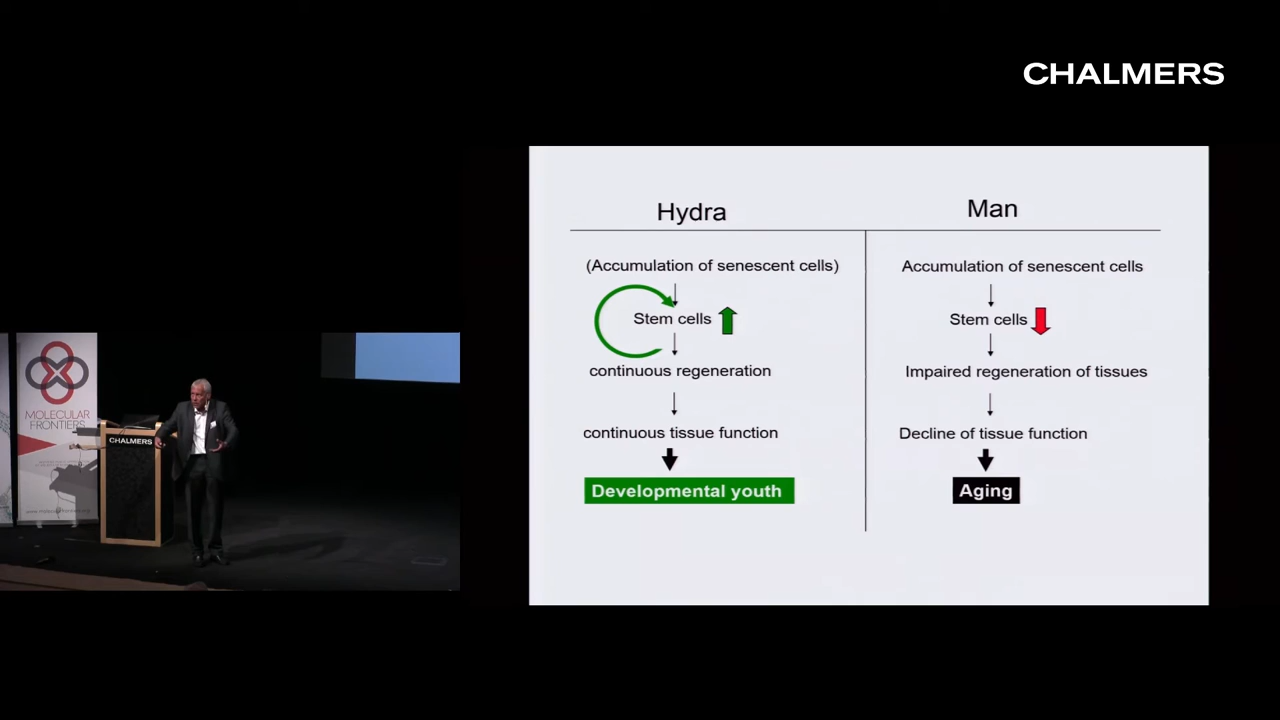 CHALMERS
Hydra
Man
(Accumulation of senescent cells)
Stem cells
continuous regeneration
continuous tissue function
Developmental youth
Accumulation of senescent cells
Stem cells
Impaired regeneration of tissues
Decline of tissue function
Aging
MOLECULAR
FRONTIERS
CHALMERS